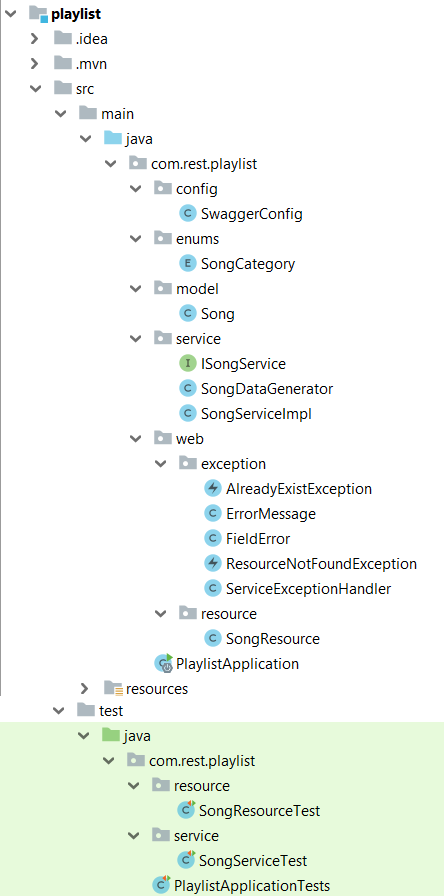 playlist
.idea
.mvn
src
main
java
com.rest.playlist
config
SwaggerConfig
enums
SongCategory
model
Song
service
ISongService
SongDataGenerator
SongServiceImpl
web
exception
AlreadyExistException
ErrorMessage
FieldError
ResourceNotFoundException
ServiceExceptionHandler
resource
SongResource
PlaylistApplication
resources
test
java
com.rest.playlist
resource
SongResourceTest
service
SongServiceTest
PlaylistApplicationTests